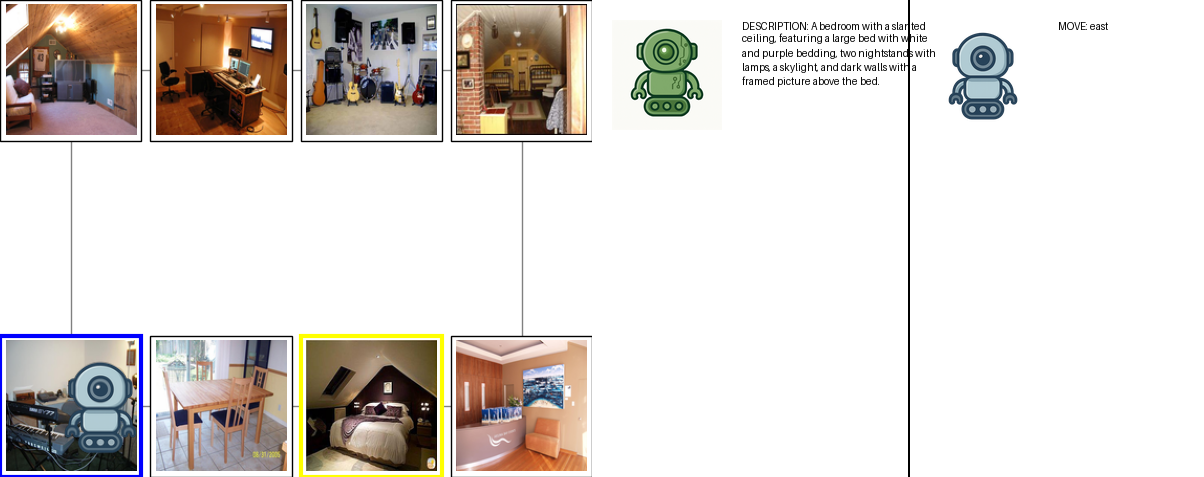 DESCRIPTION: A bedroom with a slanted
ceiling, featuring a large bed with white
and purple bedding, two nightstands with
lamps, a skylight, and dark walls with a
framed picture above the bed.
MOVE: east